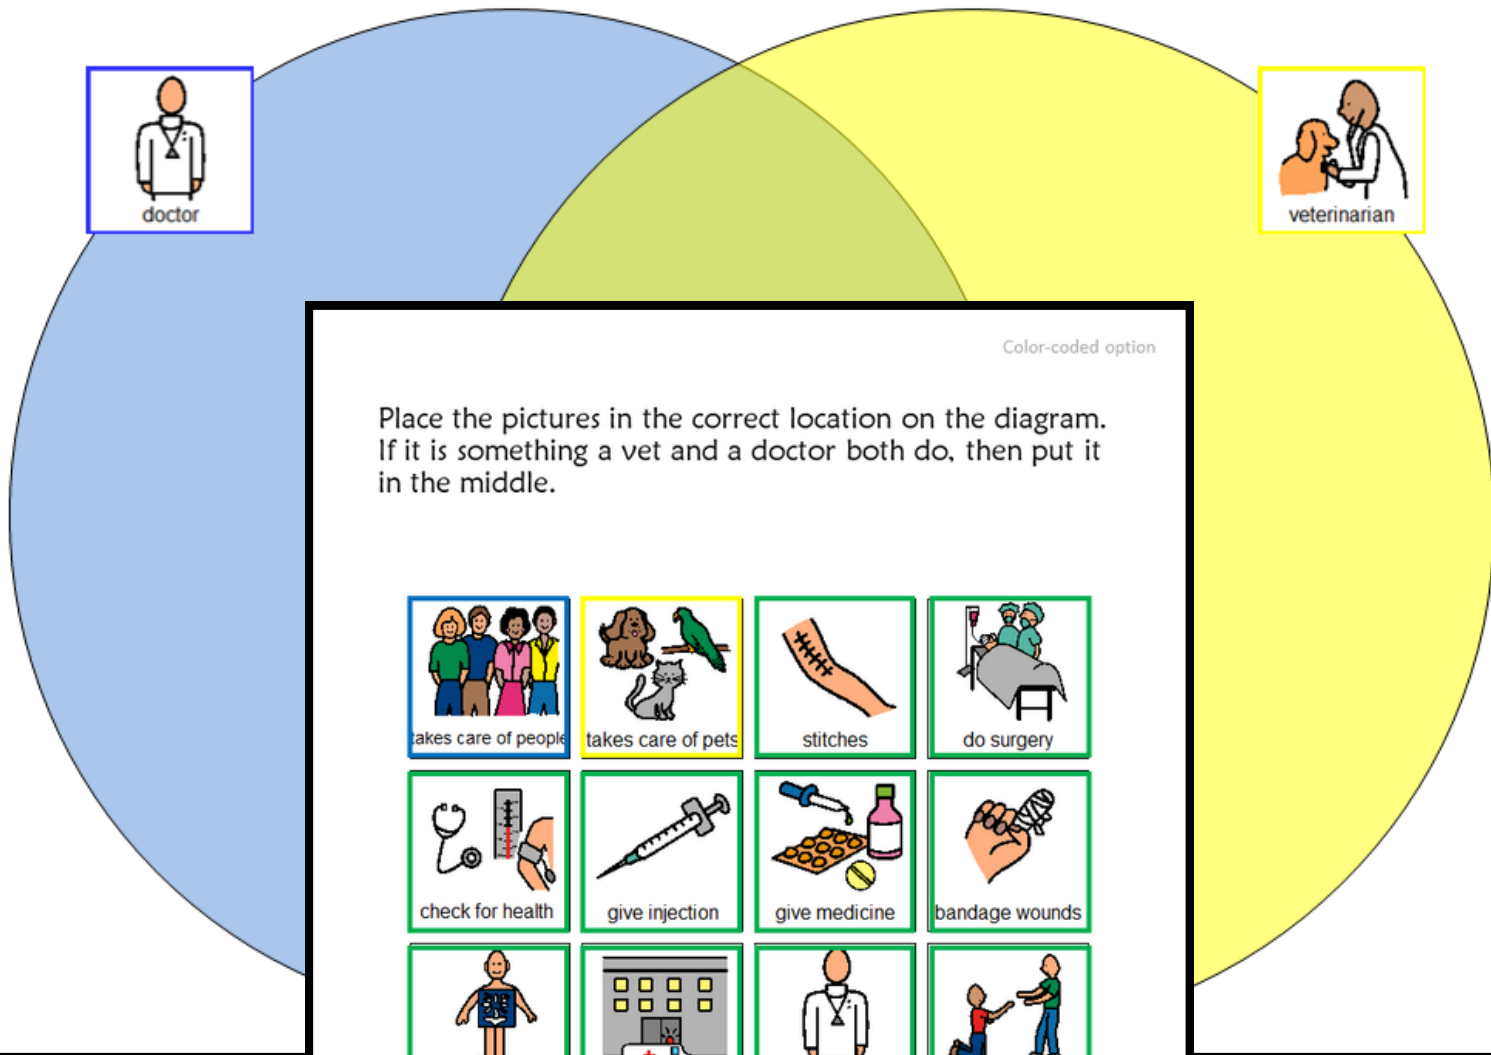 doctor
veterinarian
Color-coded option
Place the pictures in the correct location on the diagram.
If it is something a vet and a doctor both do, then put it
in the middle.
takes care of people
takes care of pets
stitches
do surgery
check for health
give injection
give medicine
bandage wounds